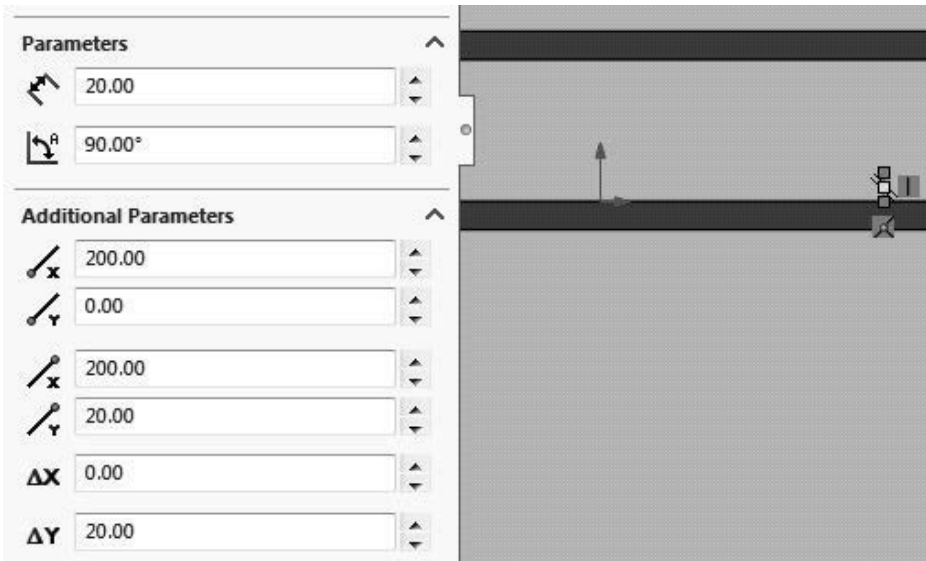 Parameters
20.00
A
90.00°
Additional Parameters
X 200.00
Y 0.00
X 200.00
Y 20.00
ΔX 0.00
ΔY 20.00